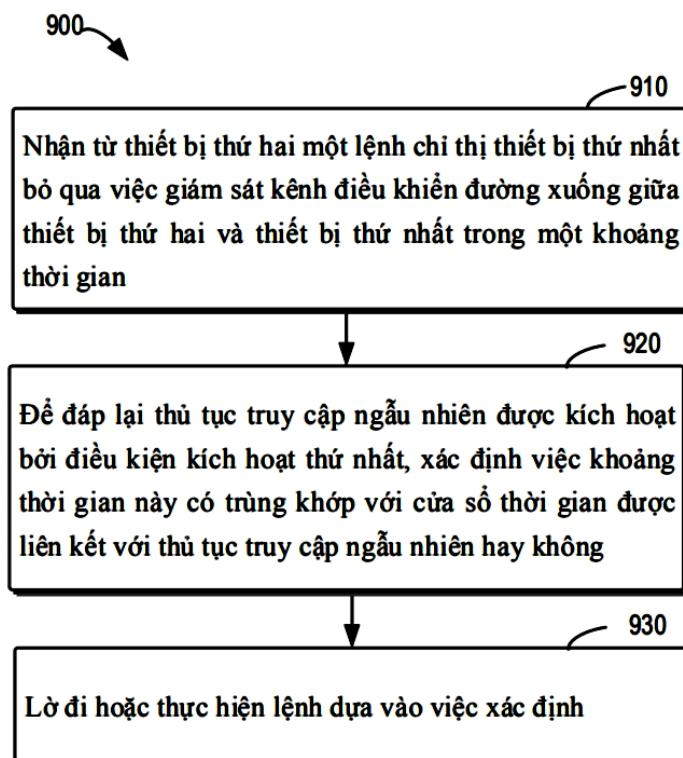 900
910
Nhận từ thiết bị thứ hai một lệnh chỉ thị thiết bị thứ nhất
bỏ qua việc giám sát kênh điều khiển đường xuống giữa
thiết bị thứ hai và thiết bị thứ nhất trong một khoảng
thời gian
920
Để đáp lại thủ tục truy cập ngẫu nhiên được kích hoạt
bởi điều kiện kích hoạt thứ nhất, xác định việc khoảng
thời gian này có trùng khớp với cửa sổ thời gian được
liên kết với thủ tục truy cập ngẫu nhiên hay không
930
Lờ đi hoặc thực hiện lệnh dựa vào việc xác định